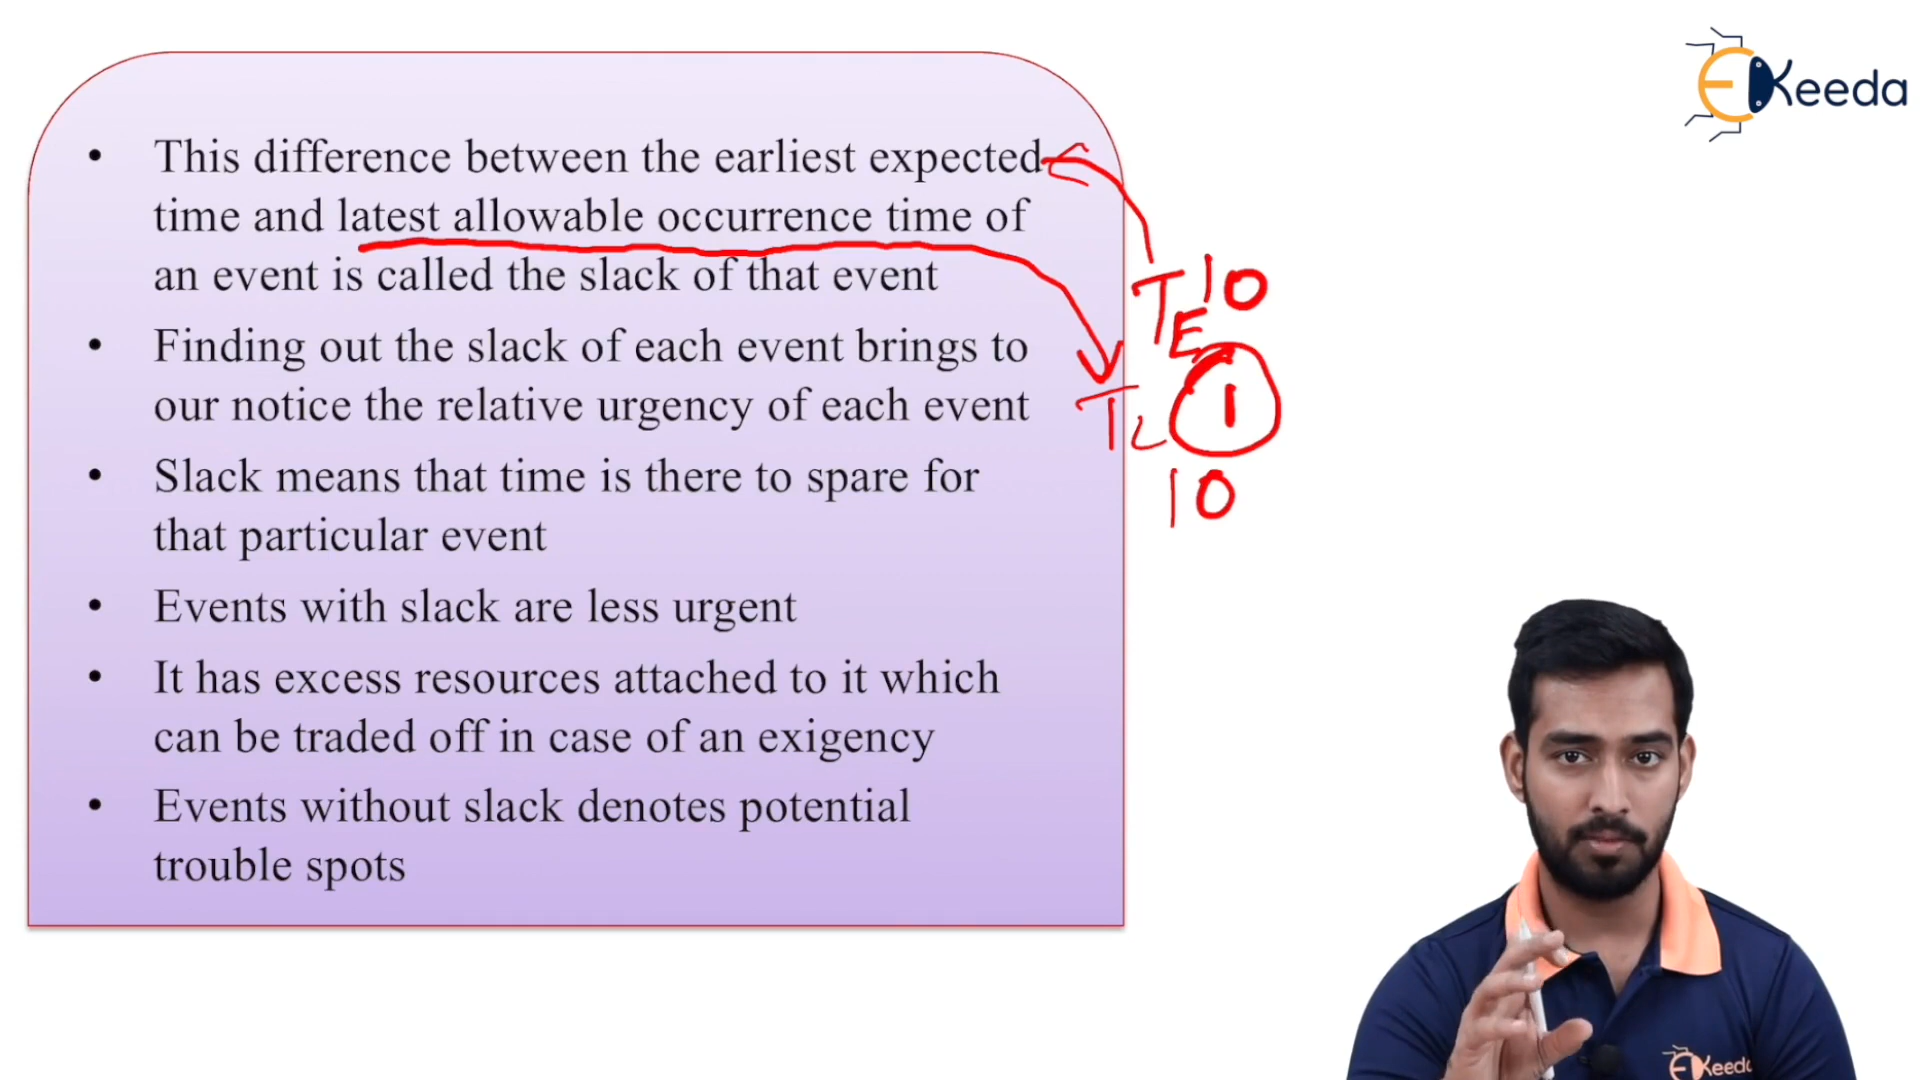 EKeeda
• This difference between the earliest expected
time and latest allowable occurrence time of
an event is called the slack of that event
• Finding out the slack of each event brings to
our notice the relative urgency of each event
• Slack means that time is there to spare for
that particular event
• Events with slack are less urgent
• It has excess resources attached to it which
can be traded off in case of an exigency
• Events without slack denotes potential
trouble spots
TE 10
TL 1
10
EKeeda